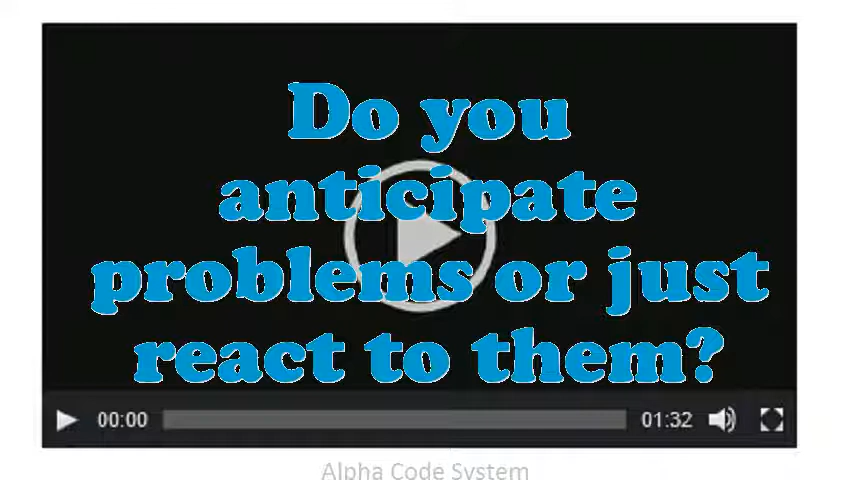 Do you
anticipate
problems or just
react to them?
00:00
01:32
Alpha Code System